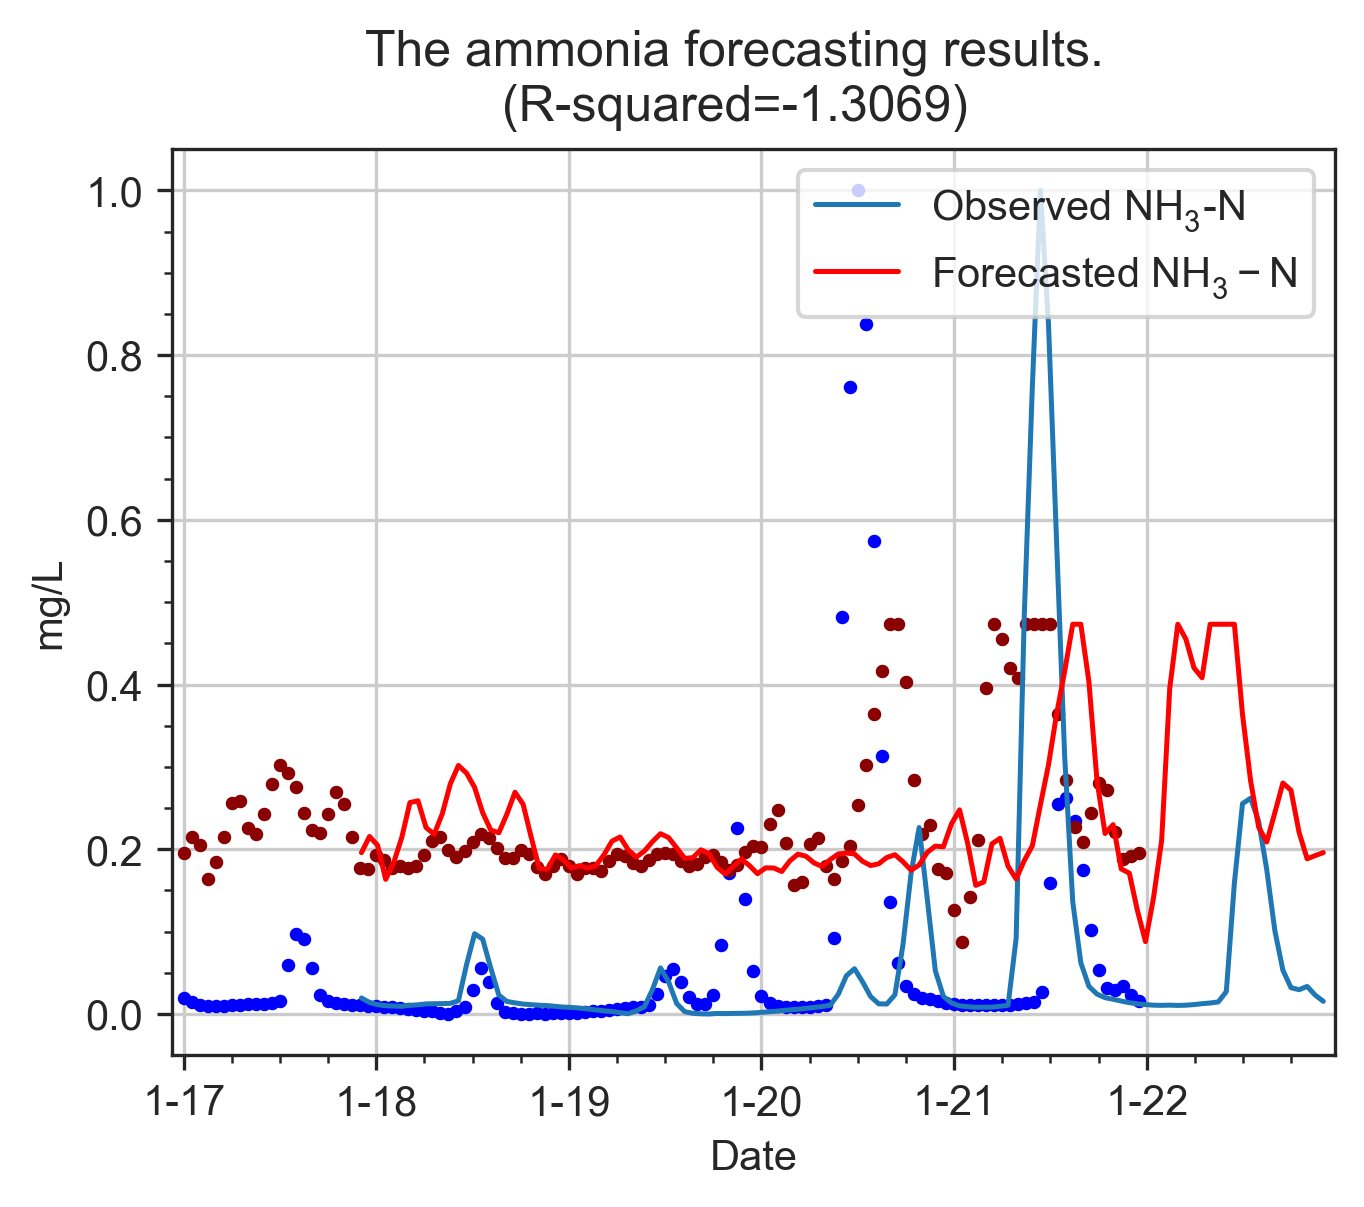 The ammonia forecasting results.
(R-squared=-1.3069)
Observed NH₃-N
Forecasted NH₃ − N
1.0
0.8
0.6
0.4
0.2
0.0
mg/L
1-17 1-18 1-19 1-20 1-21 1-22
Date